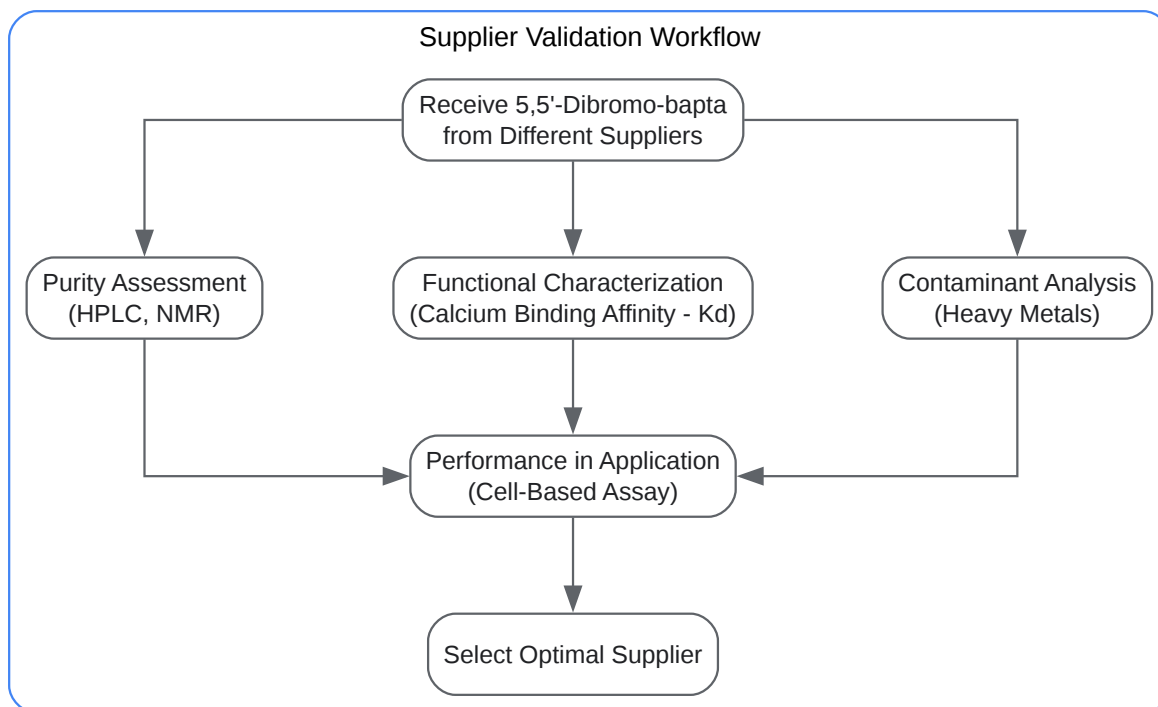 Supplier Validation Workflow
Receive 5,5'-Dibromo-bapta
from Different Suppliers
Purity Assessment
(HPLC, NMR)
Functional Characterization
(Calcium Binding Affinity - Kd)
Contaminant Analysis
(Heavy Metals)
Performance in Application
(Cell-Based Assay)
Select Optimal Supplier